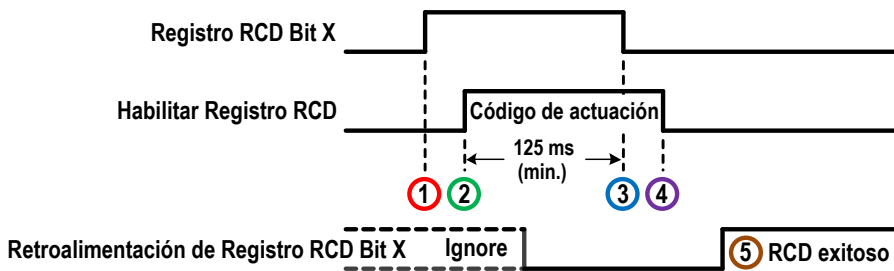 Registro RCD Bit X
Habilitar Registro RCD
Código de actuación
125 ms
(min.)
1
2
3
4
Retroalimentación de Registro RCD Bit X
Ignore
5
RCD exitoso